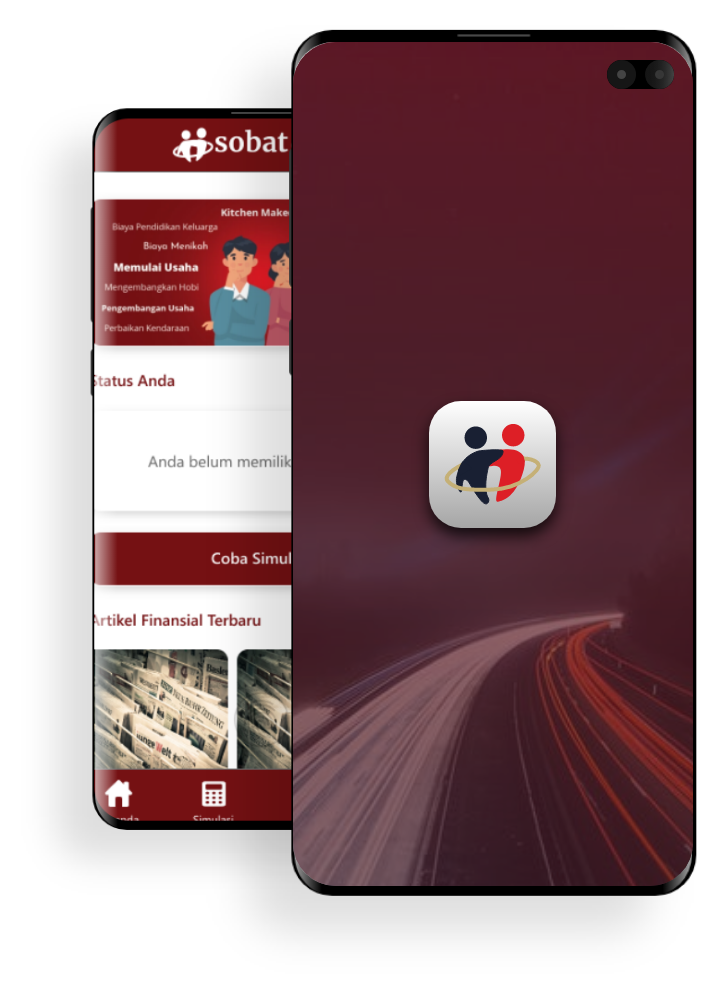 sobat
Kitchen Make
Biaya Pendidikan Keluarga
Biaya Menikah
Memulai Usaha
Mengembangkan Hobi
Pengembangan Usaha
Perbaikan Kendaraan
Status Anda
Anda belum memilik
Coba Simul
Artikel Finansial Terbaru
Simulasi